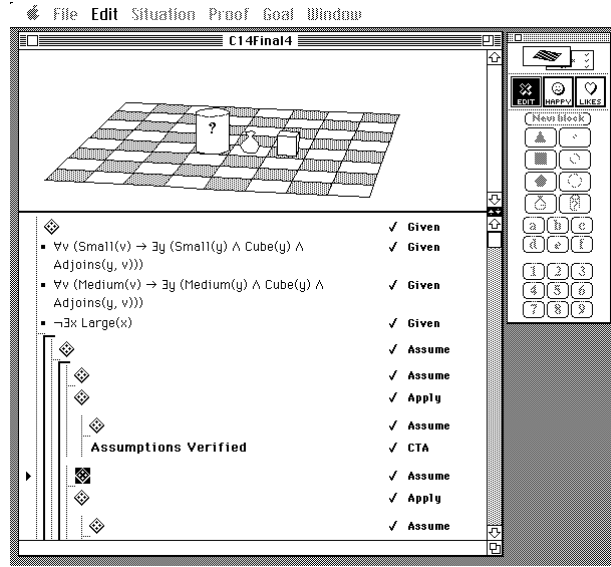 File Edit Situation Proof Goal Window
C14Final4
?
EDIT HAPPY LIKES
New block
a b c
d e f
1 2 3
4 5 6
7 8 9
✓ Given
▪ ∀v (Small(v) → ∃y (Small(y) ∧ Cube(y) ∧ ✓ Given
Adjoins(y, v)))
▪ ∀v (Medium(v) → ∃y (Medium(y) ∧ Cube(y) ∧ ✓ Given
Adjoins(y, v)))
▪ ¬∃x Large(x) ✓ Given
✓ Assume
✓ Assume
✓ Apply
✓ Assume
Assumptions Verified ✓ CTA
✓ Assume
✓ Apply
✓ Assume